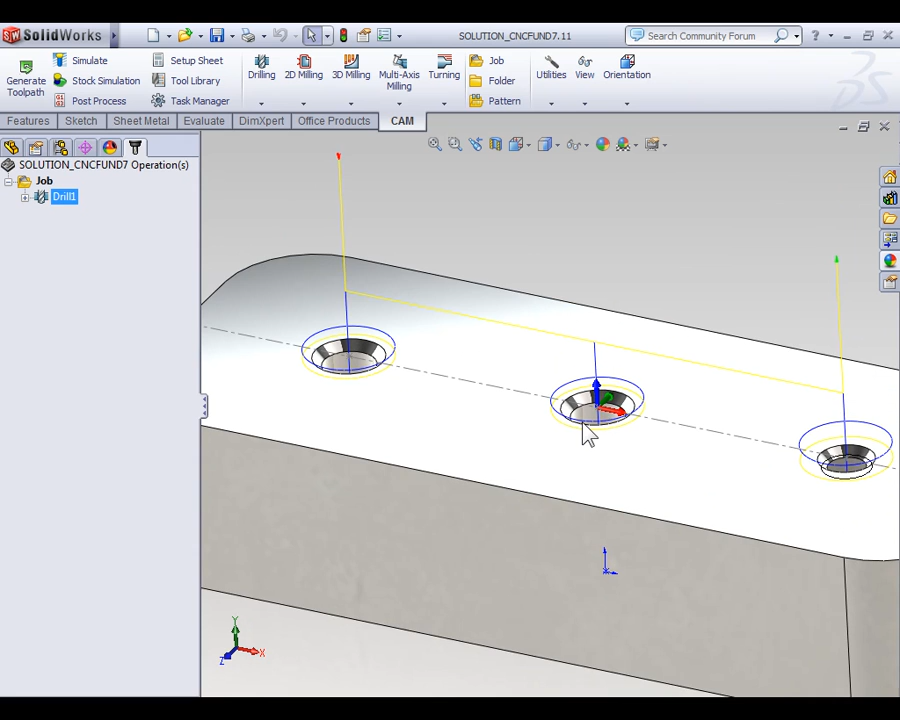 SolidWorks
SOLUTION_CNCFUND7.11
Search Community Forum
?
Generate Toolpath
Simulate
Stock Simulation
Post Process
Setup Sheet
Tool Library
Task Manager
Drilling
2D Milling
3D Milling
Multi-Axis Milling
Turning
Job
Folder
Pattern
Utilities
View
Orientation
Features
Sketch
Sheet Metal
Evaluate
DimXpert
Office Products
CAM
SOLUTION_CNCFUND7 Operation(s)
Job
Drill1
Y
X
Z